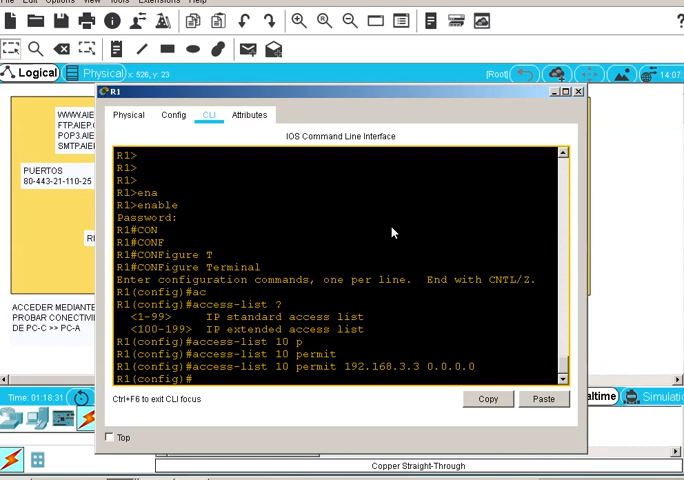 File Edit Options View Tools Extensions Help
Logical
Physical x: 526, y: 23
[Root]
14:07
R1
Physical Config CLI Attributes
IOS Command Line Interface
WWW.AIE
FTP.AIEP.C
POP3.AIE
SMTP.AIE
PUERTOS
80-443-21-110-25
ACCEDER MEDIANTE
PROBAR CONECTIVI
DE PC-C >> PC-A
R1>
R1>
R1>
R1>ena
R1>enable
Password:
R1#CON
R1#CONF
R1#CONFigure T
R1#CONFigure Terminal
Enter configuration commands, one per line. End with CNTL/Z.
R1(config)#ac
R1(config)#access-list ?
<1-99> IP standard access list
<100-199> IP extended access list
R1(config)#access-list 10 p
R1(config)#access-list 10 permit
R1(config)#access-list 10 permit 192.168.3.3 0.0.0.0
R1(config)#
Ctrl+F6 to exit CLI focus
Copy
Paste
Top
Time: 01:18:31
altime
Simulatio
Copper Straight-Through